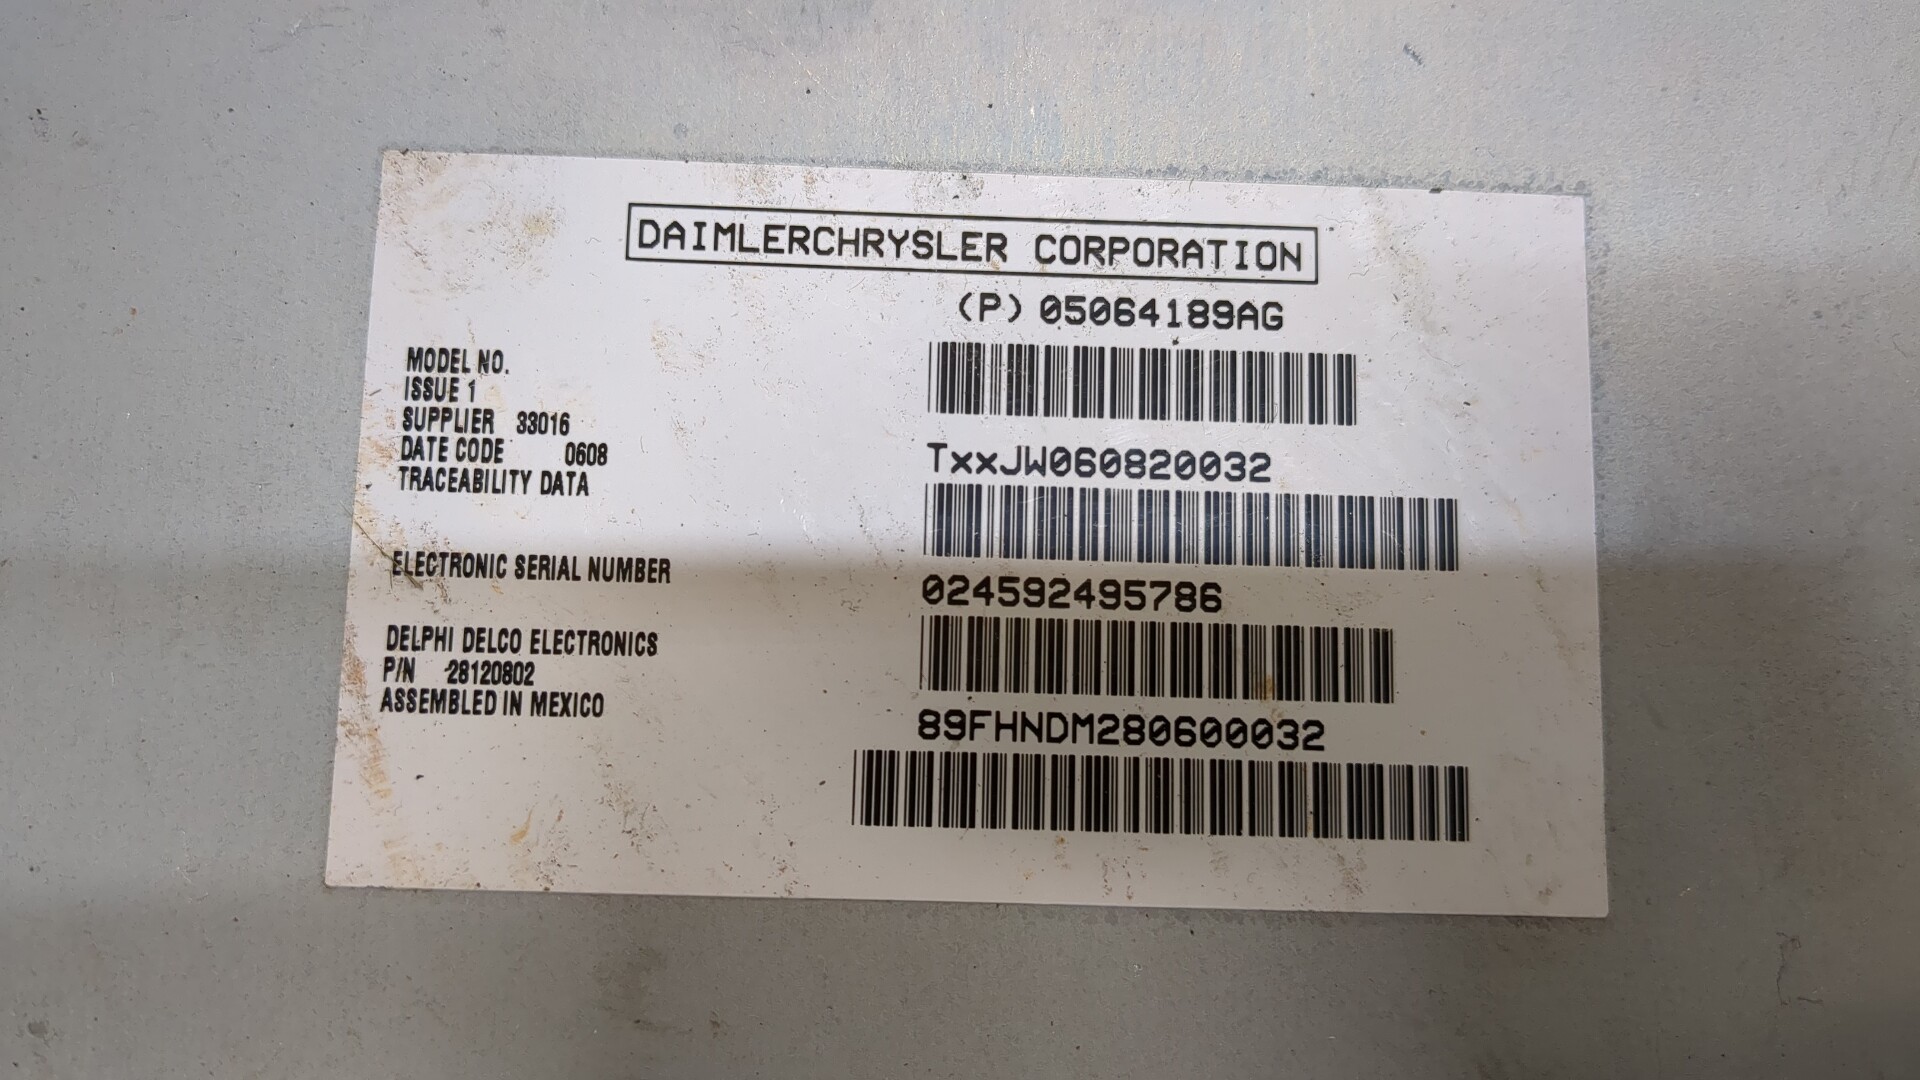 DAIMLERCHRYSLER CORPORATION
(P) 05064189AG
MODEL NO.
ISSUE 1
SUPPLIER 33016
DATE CODE 0608
TRACEABILITY DATA
TxxJW060820032
ELECTRONIC SERIAL NUMBER
024592495786
DELPHI DELCO ELECTRONICS
P/N 28120802
ASSEMBLED IN MEXICO
89FHNDM280600032